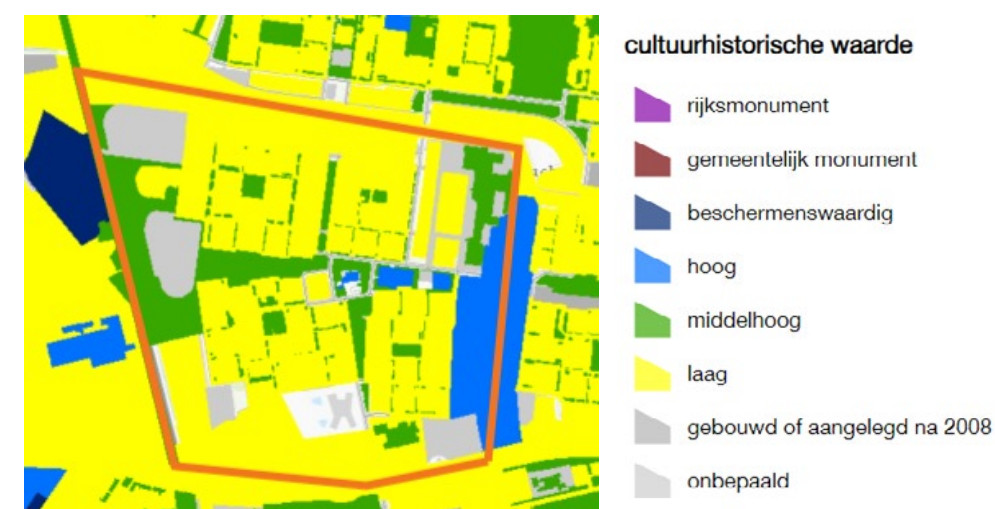 cultuurhistorische waarde
rijksmonument
gemeentelijk monument
beschermenswaardig
hoog
middelhoog
laag
gebouwd of aangelegd na 2008
onbepaald